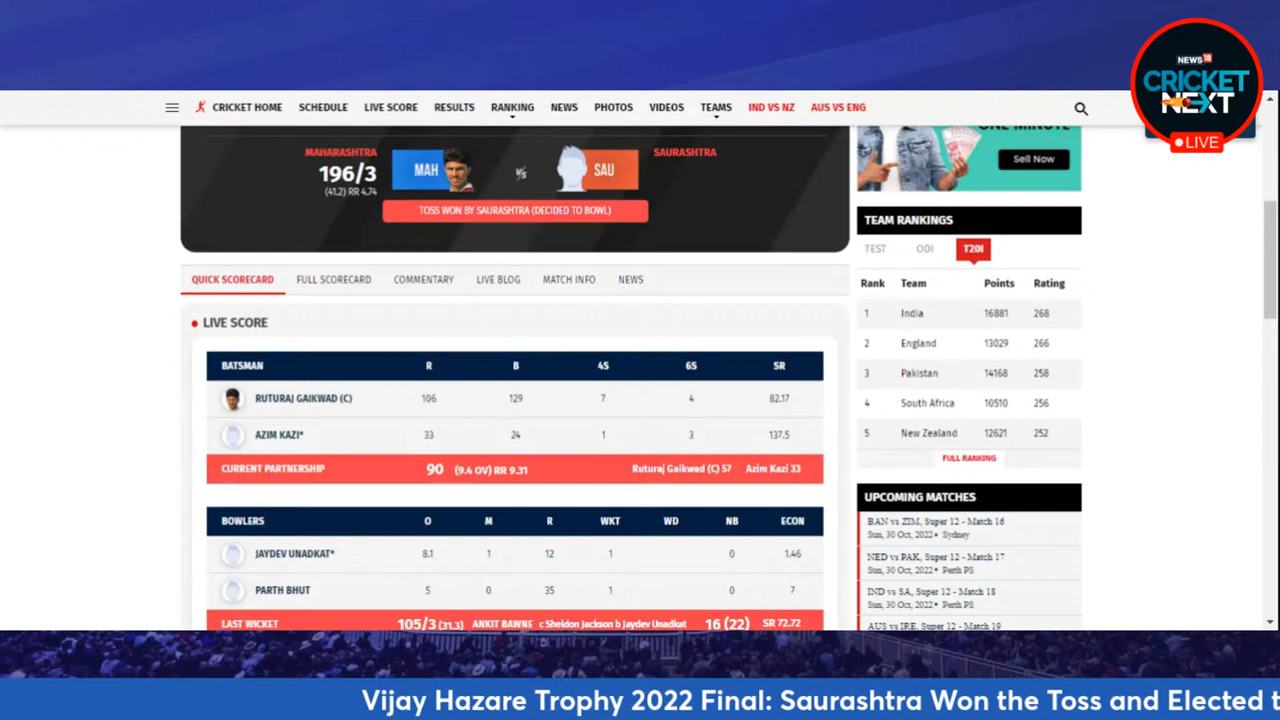 NEWS18
CRICKET
NEXT
LIVE
CRICKET HOME SCHEDULE LIVE SCORE RESULTS RANKING NEWS PHOTOS VIDEOS TEAMS IND VS NZ AUS VS ENG
MAHARASHTRA
196/3
(41.2) RR 4.74
MAH
V/S
SAU
SAURASHTRA
TOSS WON BY SAURASHTRA (DECIDED TO BOWL)
ONE MINUTE
Sell Now
QUICK SCORECARD FULL SCORECARD COMMENTARY LIVE BLOG MATCH INFO NEWS
LIVE SCORE
BATSMAN R B 4S 6S SR
RUTURAJ GAIKWAD (C) 106 129 7 4 82.17
AZIM KAZI* 33 24 1 3 137.5
CURRENT PARTNERSHIP 90 (9.4 OV) RR 9.31 Ruturaj Gaikwad (C) 57 Azim Kazi 33
BOWLERS O M R WKT WD NB ECON
JAYDEV UNADKAT* 8.1 1 12 1 0 1.46
PARTH BHUT 5 0 35 1 0 7
LAST WICKET 105/3 (31.3) ANKIT BAWNE c Sheldon Jackson b Jaydev Unadkat 16 (22) SR 72.72
TEAM RANKINGS
TEST ODI T20I
Rank Team Points Rating
1 India 16881 268
2 England 13029 266
3 Pakistan 14168 258
4 South Africa 10510 256
5 New Zealand 12621 252
FULL RANKING
UPCOMING MATCHES
BAN vs ZIM, Super 12 - Match 16
Sun, 30 Oct, 2022• Sydney
NED vs PAK, Super 12 - Match 17
Sun, 30 Oct, 2022• Perth PS
IND vs SA, Super 12 - Match 18
Sun, 30 Oct, 2022• Perth PS
AUS vs IRE, Super 12 - Match 19
Vijay Hazare Trophy 2022 Final: Saurashtra Won the Toss and Elected t